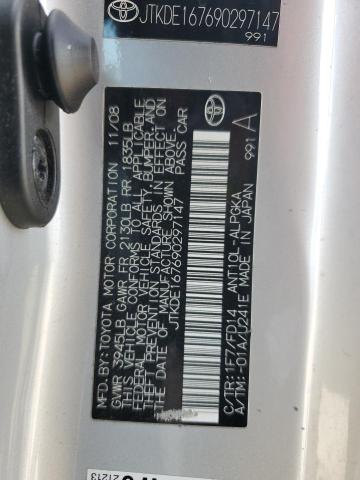 JTKDE167690297147
991
MFD.BY:TOYOTA MOTOR CORPORATION 11/08
GVWR 3945LB GAWR FR 2130LB RR 1835LB
THIS VEHICLE CONFORMS TO ALL APPLICABLE
FEDERAL MOTOR VEHICLE SAFETY, BUMPER, AND
THEFT PREVENTION STANDARDS IN EFFECT ON
THE DATE OF MANUFACTURE SHOWN ABOVE.
JTKDE167690297147 PASS CAR
C/TR:1F7/FD14 ANT10L-ALPGKA
A/TM:-01A/U241E MADE IN JAPAN
991 A
21213